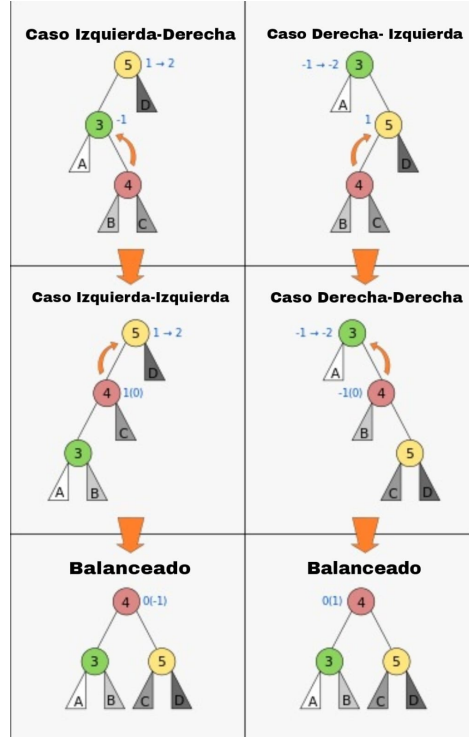 Caso Izquierda-Derecha
5 1 → 2
D
3 -1
A
4
B C
Caso Derecha- Izquierda
-1 → -2 3
A
1 5
D
4
B C
Caso Izquierda-Izquierda
5 1 → 2
D
4 1(0)
C
3
A B
Caso Derecha-Derecha
-1 → -2 3
A
-1(0) 4
B
5
C D
Balanceado
4 0(-1)
3 5
A B C D
Balanceado
0(1) 4
3 5
A B C D